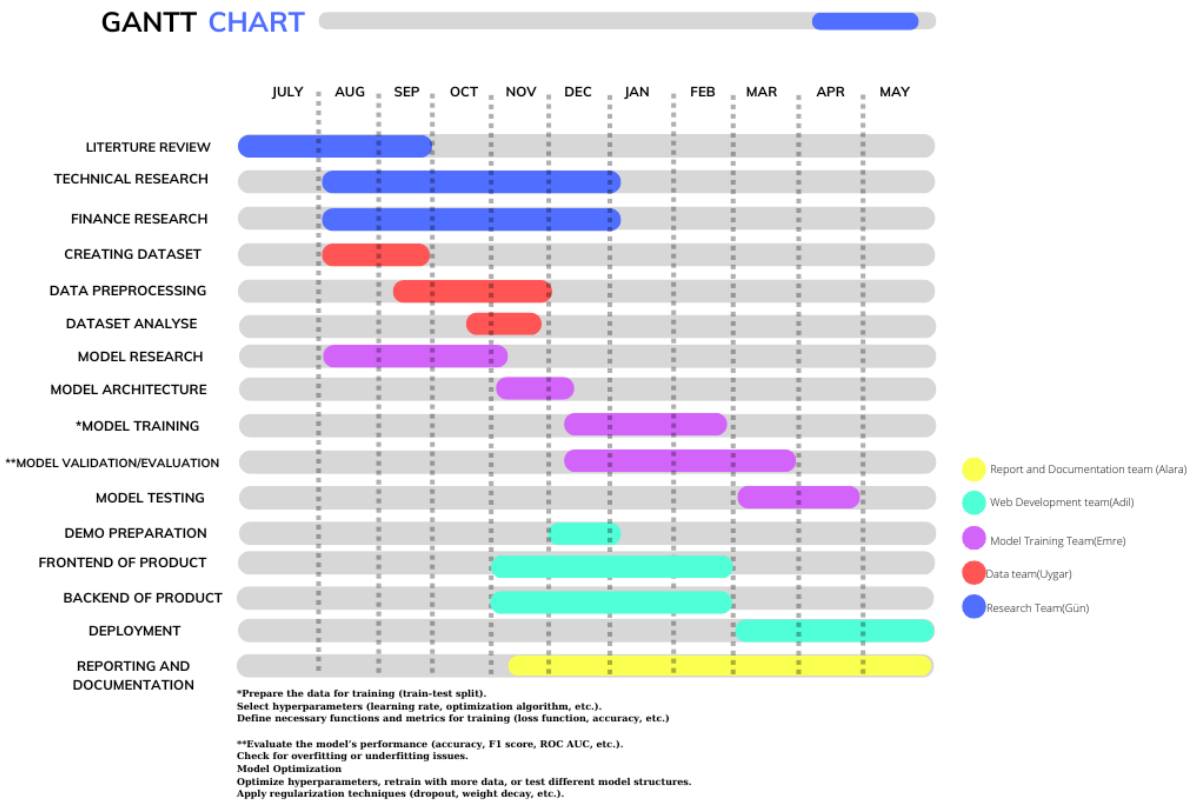 GANTT CHART
JULY AUG SEP OCT NOV DEC JAN FEB MAR APR MAY
LITERTURE REVIEW
TECHNICAL RESEARCH
FINANCE RESEARCH
CREATING DATASET
DATA PREPROCESSING
DATASET ANALYSE
MODEL RESEARCH
MODEL ARCHITECTURE
*MODEL TRAINING
**MODEL VALIDATION/EVALUATION
MODEL TESTING
DEMO PREPARATION
FRONTEND OF PRODUCT
BACKEND OF PRODUCT
DEPLOYMENT
REPORTING AND
DOCUMENTATION
Report and Documentation team (Alara)
Web Development team(Adil)
Model Training Team(Emre)
Data team(Uygar)
Research Team(Gün)
*Prepare the data for training (train-test split).
Select hyperparameters (learning rate, optimization algorithm, etc.).
Define necessary functions and metrics for training (loss function, accuracy, etc.)
**Evaluate the model’s performance (accuracy, F1 score, ROC AUC, etc.).
Check for overfitting or underfitting issues.
Model Optimization
Optimize hyperparameters, retrain with more data, or test different model structures.
Apply regularization techniques (dropout, weight decay, etc.).